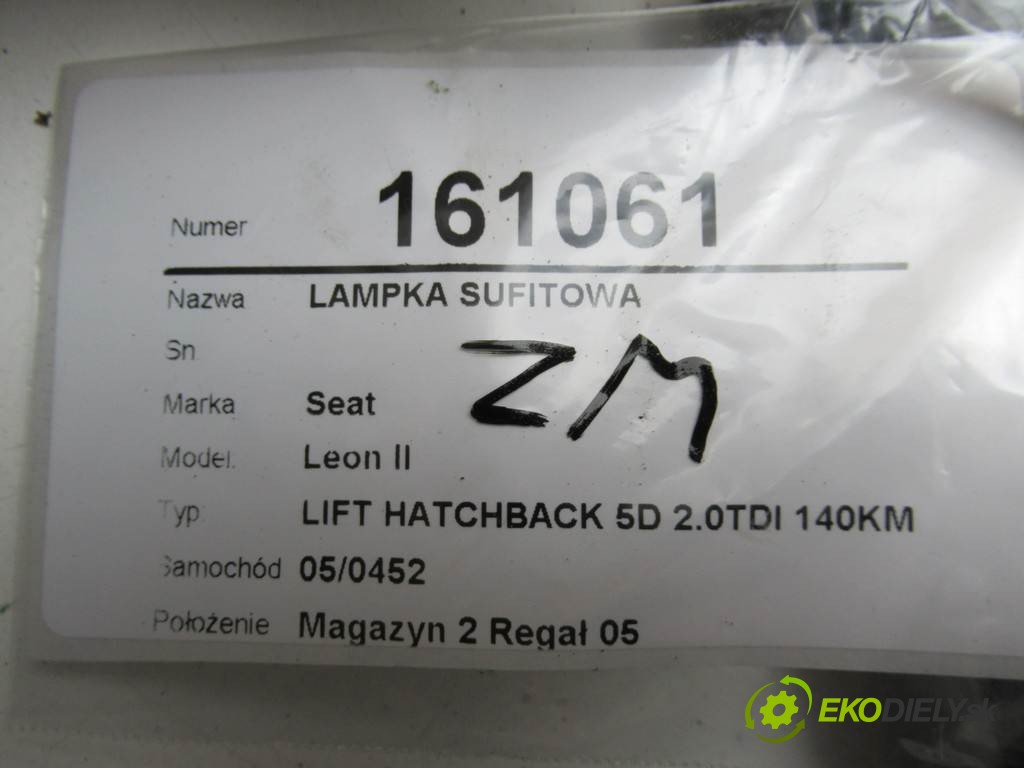 Numer 161061
Nazwa LAMPKA SUFITOWA
Sn
ZM
Marka Seat
Model. Leon II
Typ LIFT HATCHBACK 5D 2.0TDI 140KM
Samochód 05/0452
Położenie Magazyn 2 Regał 05
EKODIELY.sk